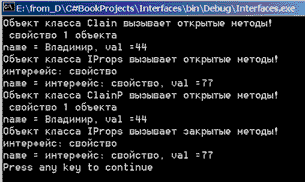 E:\from_D\C#BookProjects\Interfaces\bin\Debug\Interfaces.exe
Объект класса Clain вызывает открытые методы!
свойство 1 объекта
name = Владимир, val =44
Объект класса IProps вызывает открытые методы!
интерфейс: свойство
name = интерфейс: свойство, val =77
Объект класса ClainP вызывает открытые методы!
свойство 1 объекта
name = Владимир, val =44
Объект класса IProps вызывает закрытые методы!
интерфейс: свойство
name = интерфейс: свойство, val =77
Press any key to continue